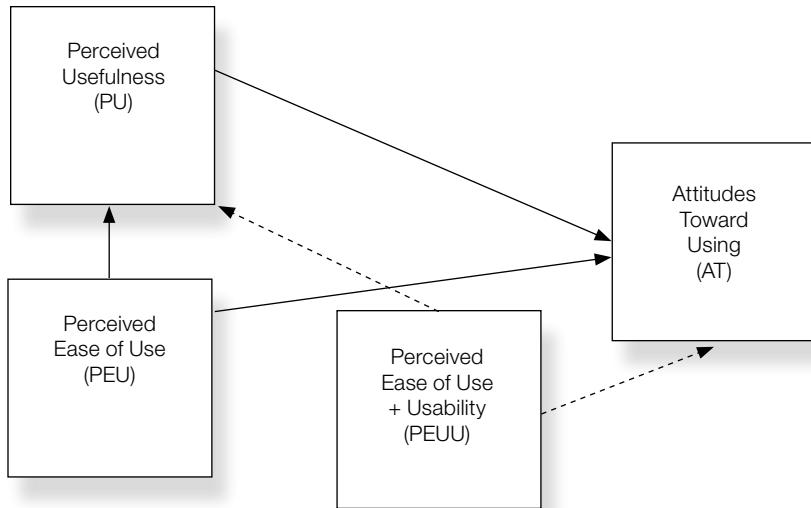 Perceived
Usefulness
(PU)
Attitudes
Toward
Using
(AT)
Perceived
Ease of Use
(PEU)
Perceived
Ease of Use
+ Usability
(PEUU)